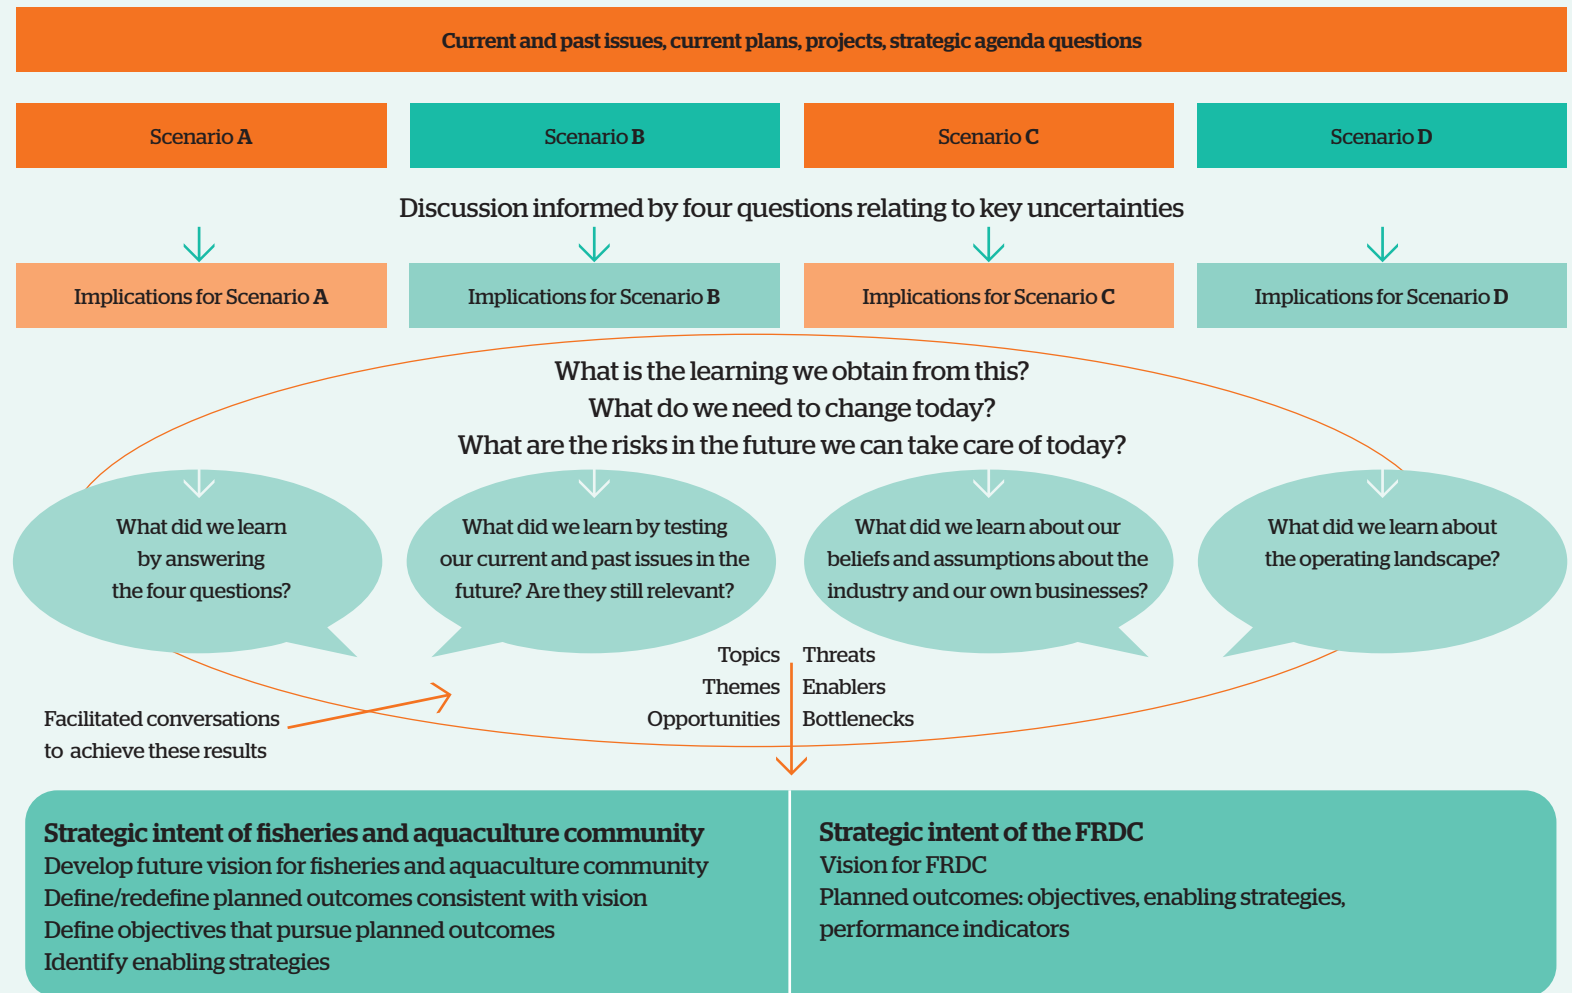 Current and past issues, current plans, projects, strategic agenda questions
Scenario A
Scenario B
Scenario C
Scenario D
Discussion informed by four questions relating to key uncertainties
Implications for Scenario A
Implications for Scenario B
Implications for Scenario C
Implications for Scenario D
What is the learning we obtain from this?
What do we need to change today?
What are the risks in the future we can take care of today?
What did we learn
by answering
the four questions?
What did we learn by testing
our current and past issues in the
future? Are they still relevant?
What did we learn about our
beliefs and assumptions about the
industry and our own businesses?
What did we learn about
the operating landscape?
Topics
Themes
Opportunities
Threats
Enablers
Bottlenecks
Facilitated conversations
to achieve these results
Strategic intent of fisheries and aquaculture community
Develop future vision for fisheries and aquaculture community
Define/redefine planned outcomes consistent with vision
Define objectives that pursue planned outcomes
Identify enabling strategies
Strategic intent of the FRDC
Vision for FRDC
Planned outcomes: objectives, enabling strategies,
performance indicators